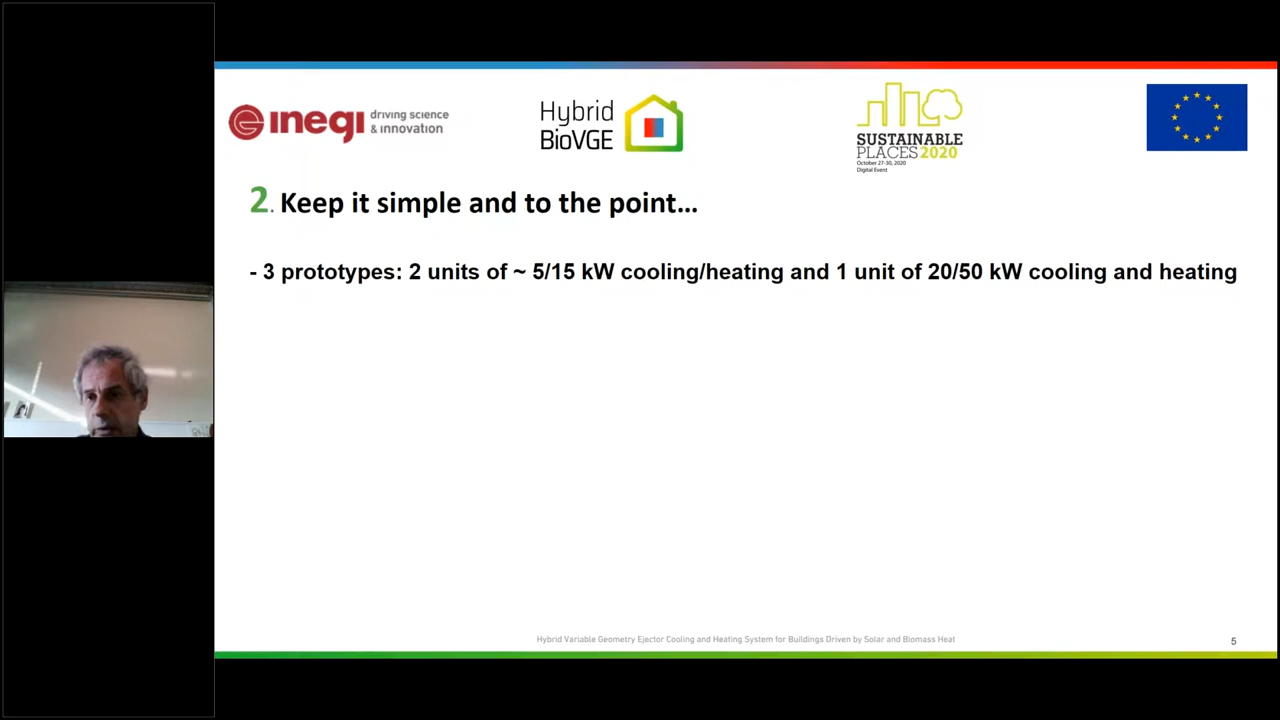 inegi driving science
& innovation
Hybrid
BioVGE
SUSTAINABLE
PLACES 2020
October 27-30, 2020
Digital Event
2. Keep it simple and to the point...
- 3 prototypes: 2 units of ~ 5/15 kW cooling/heating and 1 unit of 20/50 kW cooling and heating
Hybrid Variable Geometry Ejector Cooling and Heating System for Buildings Driven by Solar and Biomass Heat
5